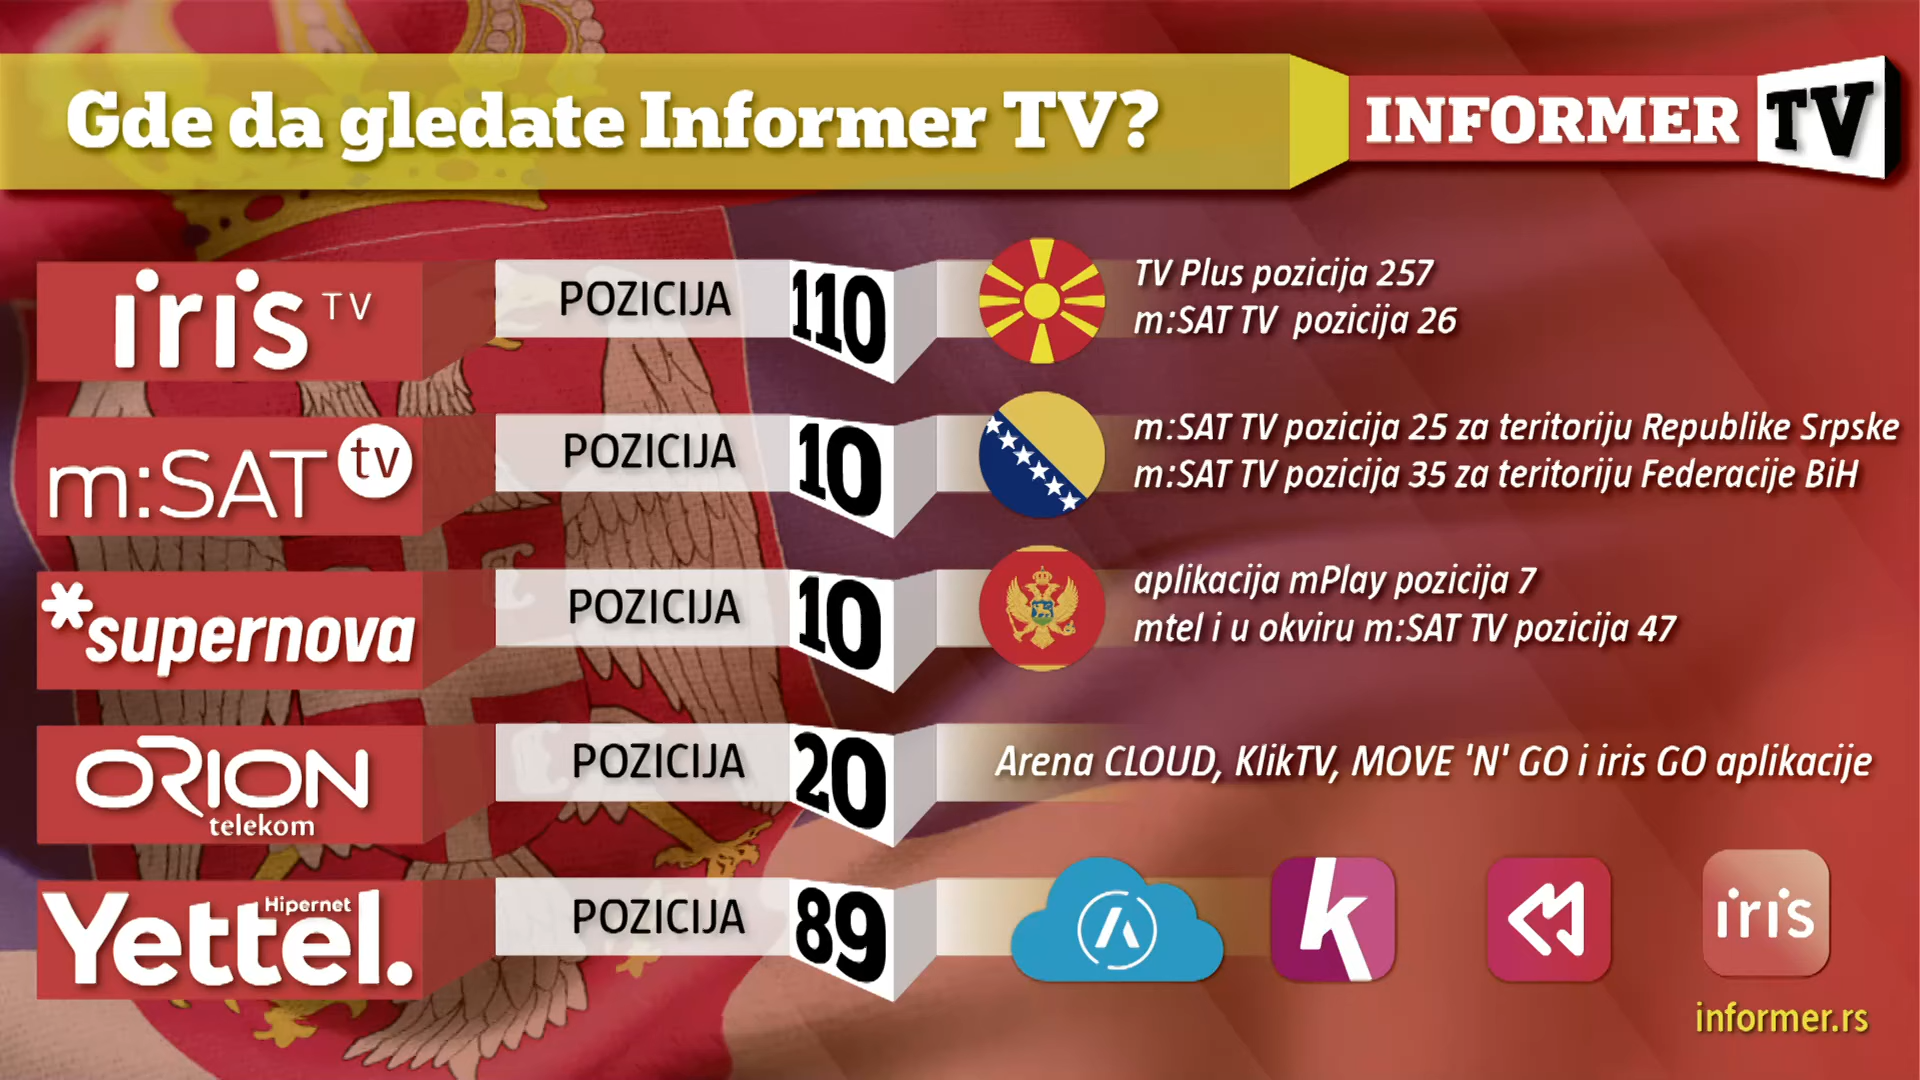 Gde da gledate Informer TV?
INFORMER TV
iris TV
POZICIJA 110
TV Plus pozicija 257
m:SAT TV pozicija 26
m:SAT tv
POZICIJA 10
m:SAT TV pozicija 25 za teritoriju Republike Srpske
m:SAT TV pozicija 35 za teritoriju Federacije BiH
*supernova
POZICIJA 10
aplikacija mPlay pozicija 7
mtel i u okviru m:SAT TV pozicija 47
ORION
telekom
POZICIJA 20
Arena CLOUD, KlikTV, MOVE 'N' GO i iris GO aplikacije
Hipernet
Yettel.
POZICIJA 89
k
iris
informer.rs